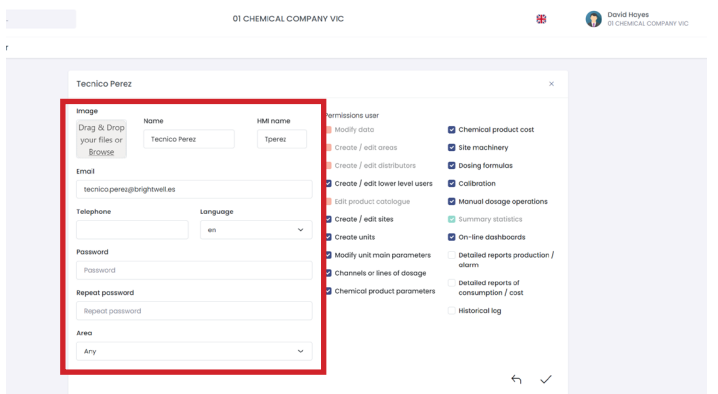 01 CHEMICAL COMPANY VIC
David Hoyes
01 CHEMICAL COMPANY VIC
Tecnico Perez
Image
Drag & Drop
your files or
Browse
Name
Tecnico Perez
HMI name
Tperez
Email
tecnico.perez@brightwell.es
Telephone
Language
en
Password
Password
Repeat password
Repeat password
Area
Any
Permissions user
Modify data
Create / edit areas
Create / edit distributors
Create / edit lower level users
Edit product catalogue
Create / edit sites
Create units
Modify unit main parameters
Channels or lines of dosage
Chemical product parameters
Chemical product cost
Site machinery
Dosing formulas
Calibration
Manual dosage operations
Summary statistics
On-line dashboards
Detailed reports production /
alarm
Detailed reports of
consumption / cost
Historical log